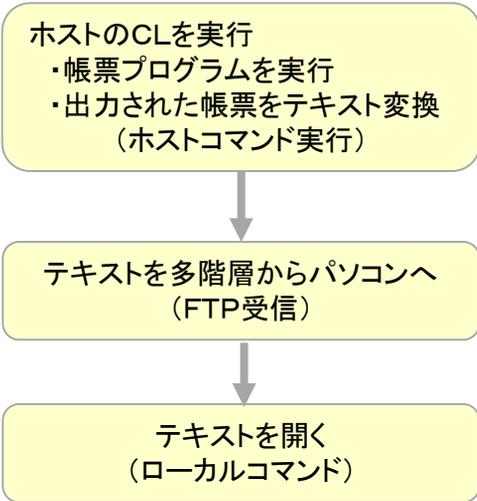 ホストのCLを実行
・帳票プログラムを実行
・出力された帳票をテキスト変換
（ホストコマンド実行）
テキストを多階層からパソコンへ
（FTP受信）
テキストを開く
（ローカルコマンド）